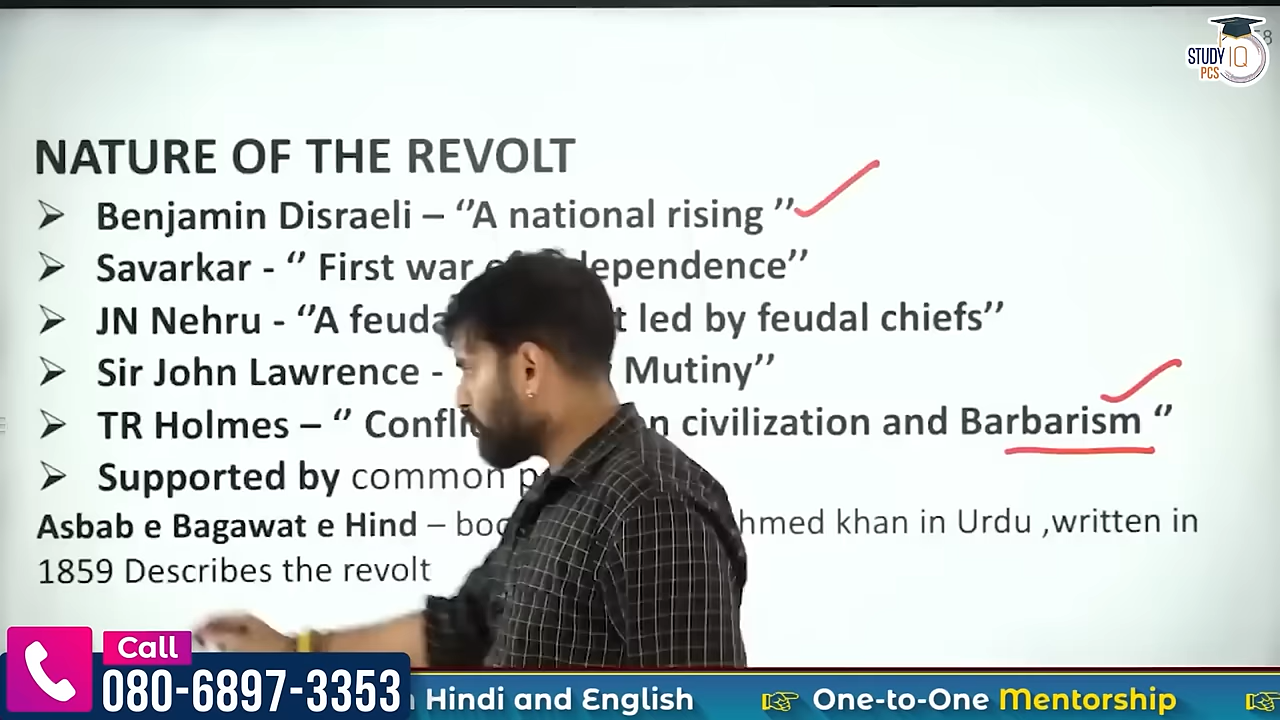 58
STUDY IQ
PCS
NATURE OF THE REVOLT
➢ Benjamin Disraeli – ‘’A national rising ’’
➢ Savarkar - ‘’ First war dependence’’
➢ JN Nehru - ‘’A feuda t led by feudal chiefs’’
➢ Sir John Lawrence - Mutiny’’
➢ TR Holmes – ‘’ Confli n civilization and Barbarism ‘’
➢ Supported by common p
Asbab e Bagawat e Hind – boo hmed khan in Urdu ,written in
1859 Describes the revolt
Call
080-6897-3353
Hindi and English
One-to-One Mentorship